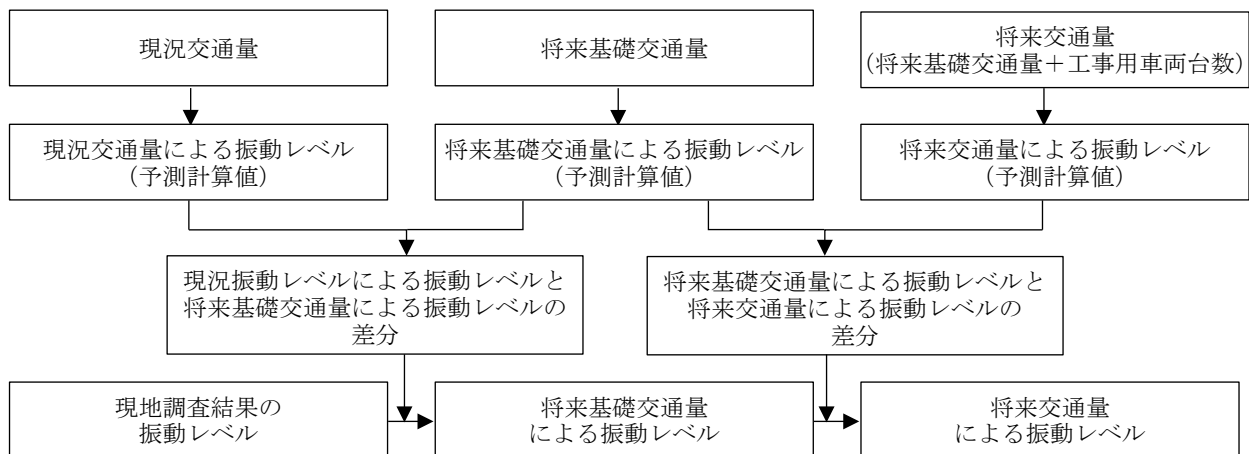 現況交通量
将来基礎交通量
将来交通量
(将来基礎交通量＋工事用車両台数)
現況交通量による振動レベル
（予測計算値）
将来基礎交通量による振動レベル
（予測計算値）
将来交通量による振動レベル
（予測計算値）
現況振動レベルによる振動レベルと
将来基礎交通量による振動レベルの
差分
将来基礎交通量による振動レベルと
将来交通量による振動レベルの
差分
現地調査結果の
振動レベル
将来基礎交通量
による振動レベル
将来交通量
による振動レベル